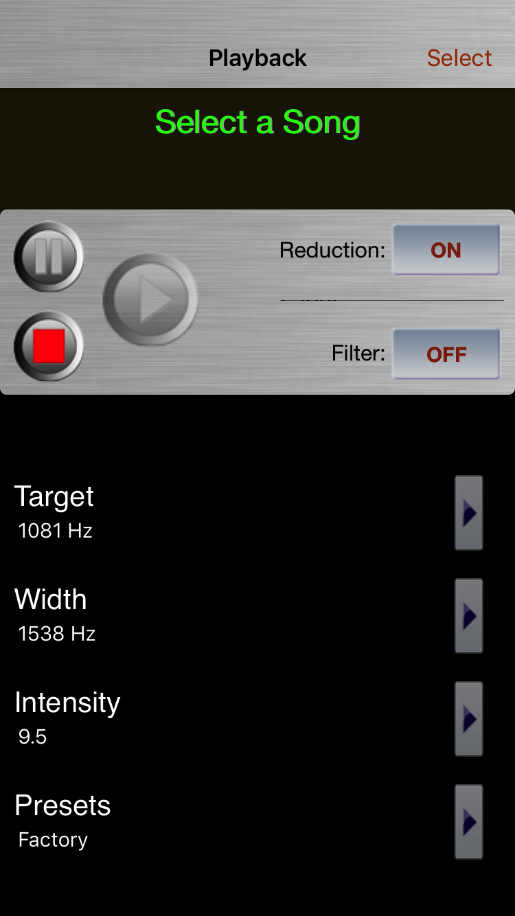 Playback
Select
Select a Song
Reduction: ON
Filter: OFF
Target
1081 Hz
Width
1538 Hz
Intensity
9.5
Presets
Factory